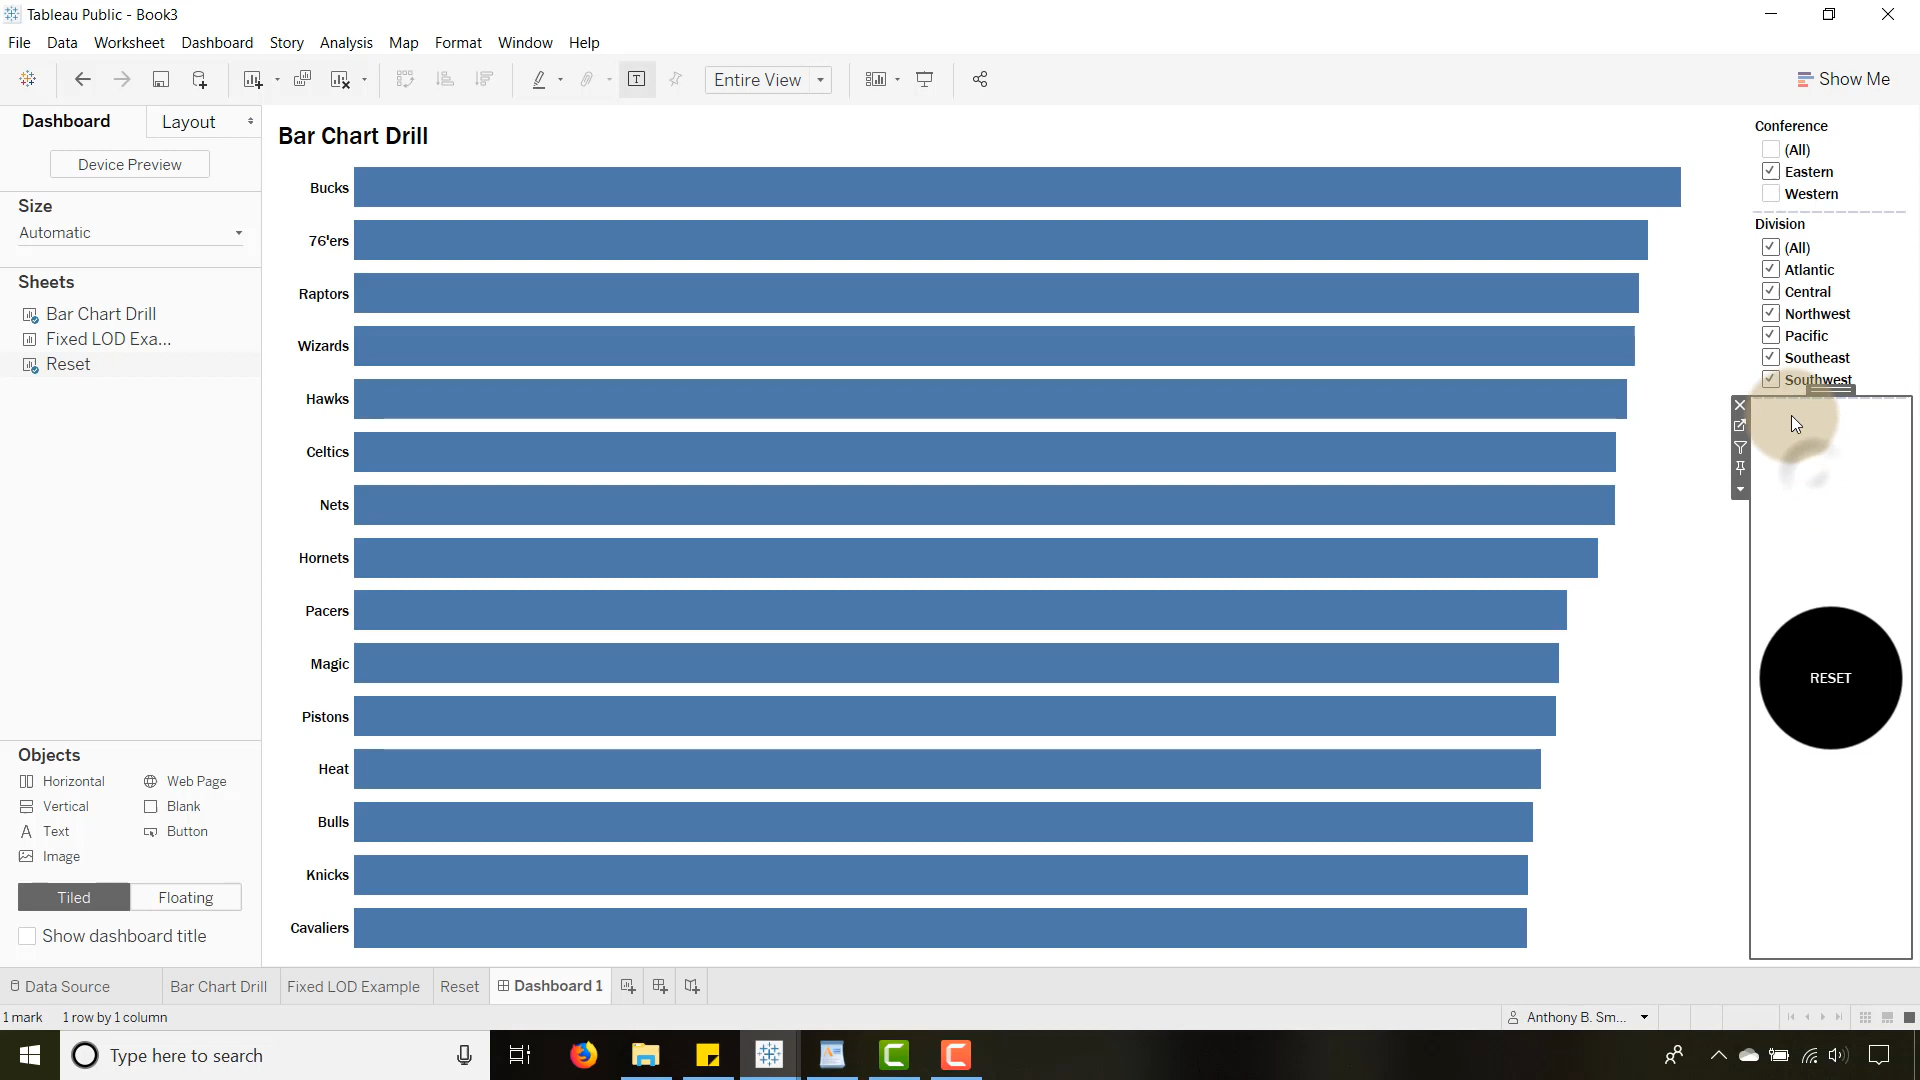 Tableau Public - Book3
File Data Worksheet Dashboard Story Analysis Map Format Window Help
Entire View
Show Me
Dashboard Layout
Device Preview
Size
Automatic
Sheets
Bar Chart Drill
Fixed LOD Exa...
Reset
Objects
Horizontal Web Page
Vertical Blank
Text Button
Image
Tiled Floating
Show dashboard title
Bar Chart Drill
Bucks
76'ers
Raptors
Wizards
Hawks
Celtics
Nets
Hornets
Pacers
Magic
Pistons
Heat
Bulls
Knicks
Cavaliers
Conference
(All)
Eastern
Western
Division
(All)
Atlantic
Central
Northwest
Pacific
Southeast
Southwest
RESET
Data Source Bar Chart Drill Fixed LOD Example Reset Dashboard 1
1 mark 1 row by 1 column
Anthony B. Sm...
Type here to search